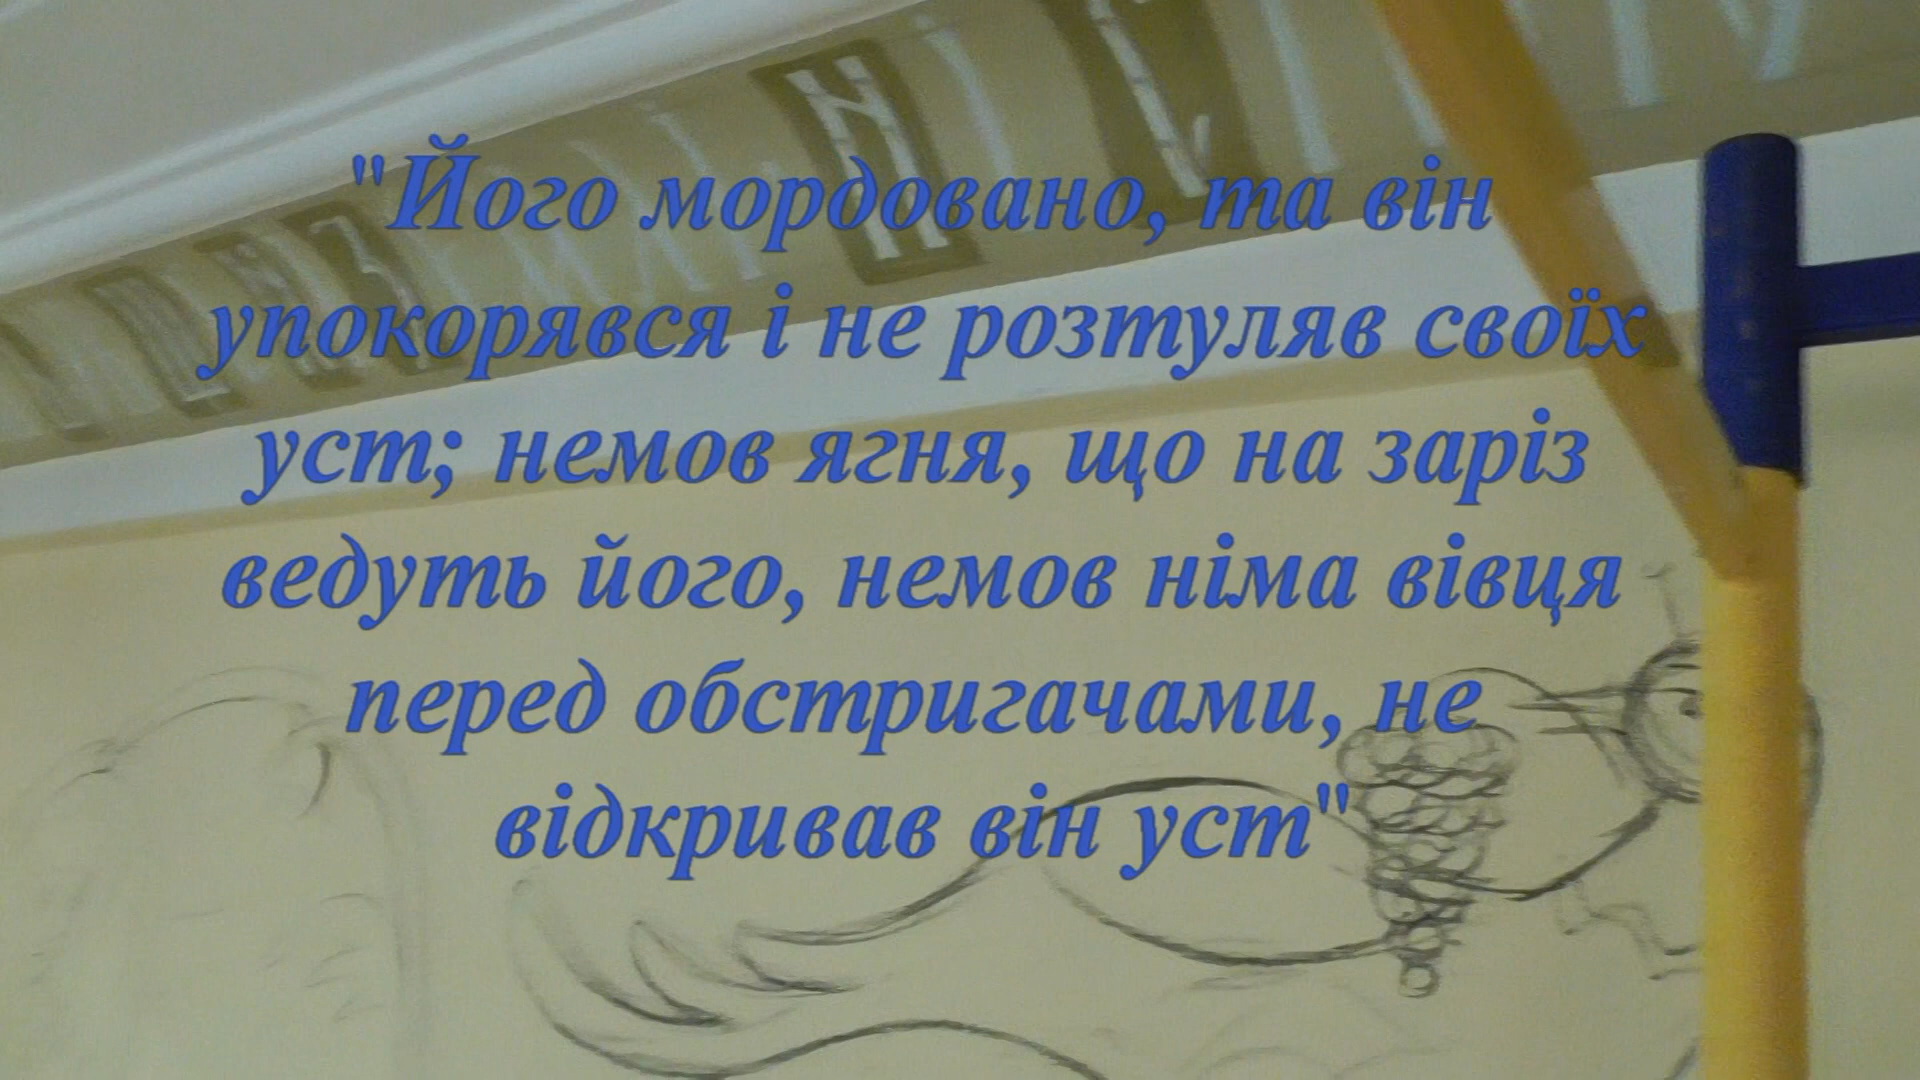 "Його мордовано, та він
упокорявся і не розтуляв своїх
уст; немов ягня, що на заріз
ведуть його, немов німа вівця
перед обстригачами, не
відкривав він уст"